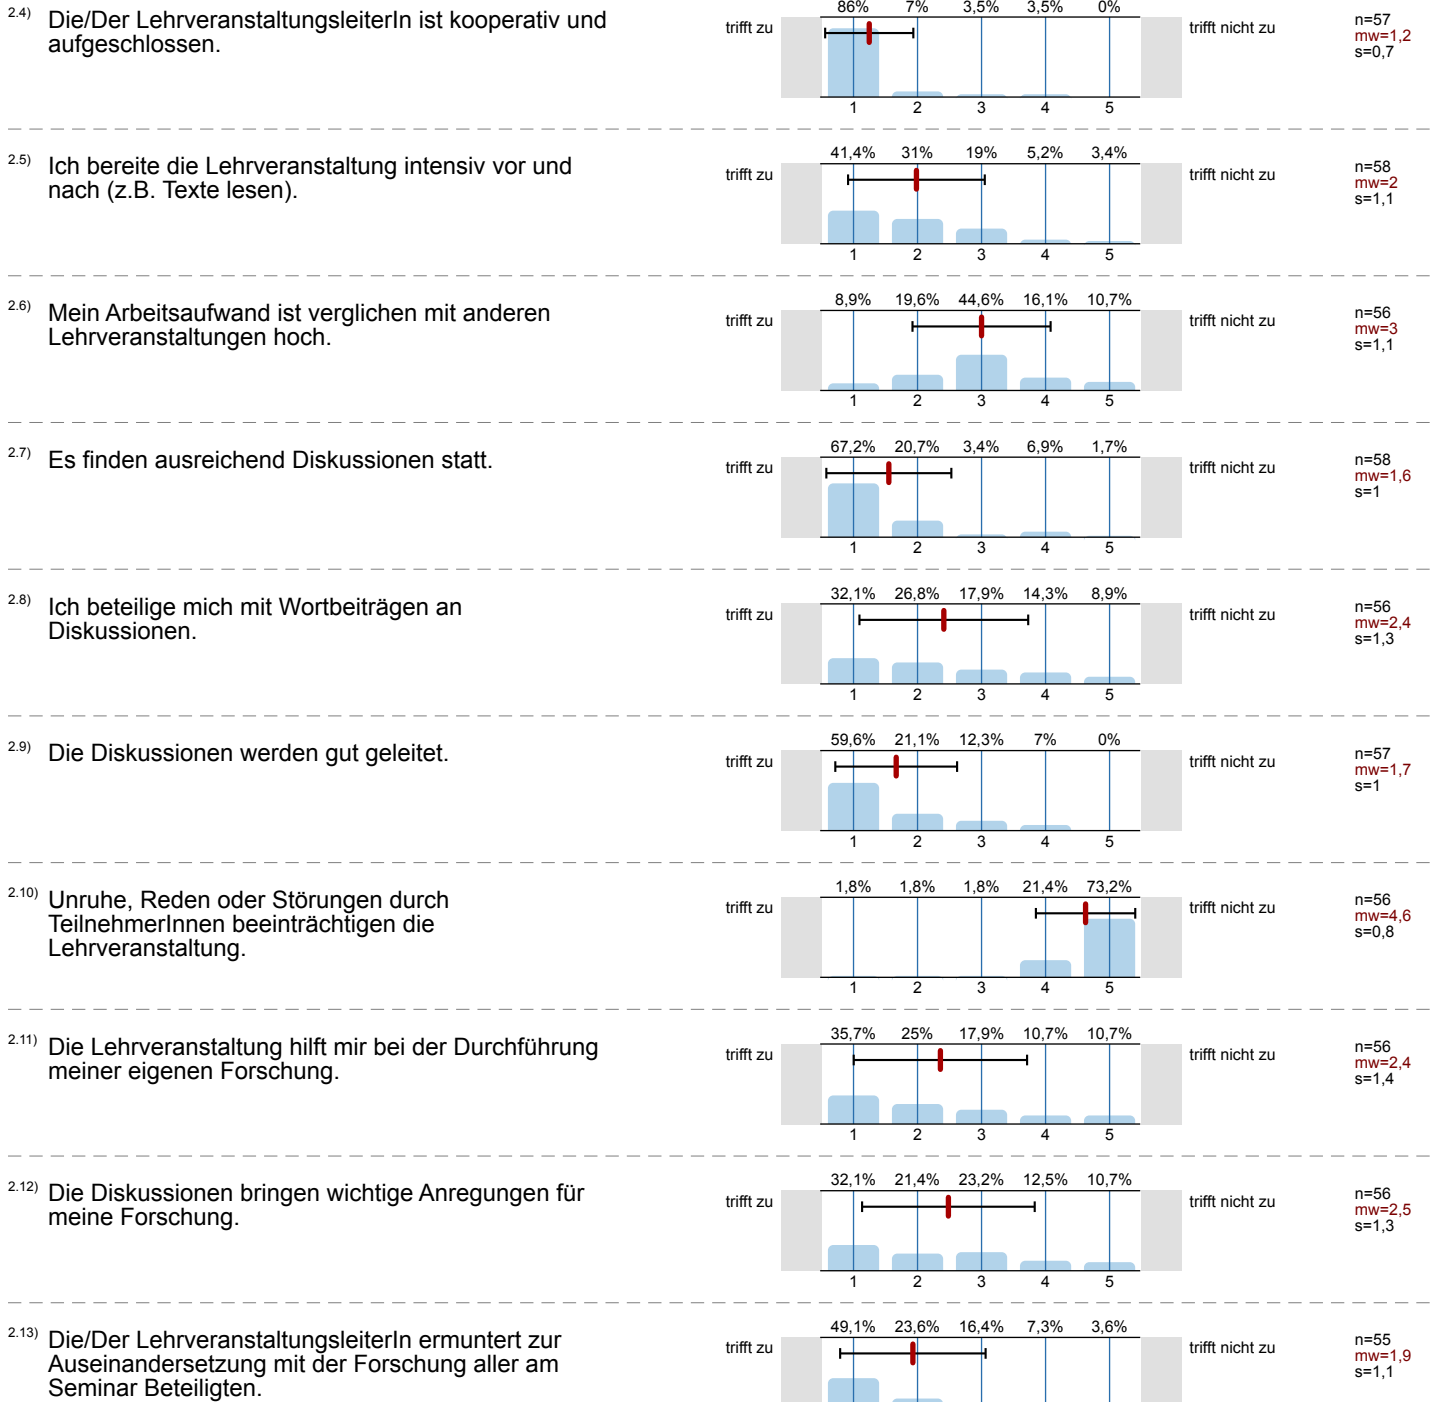 2.4) Die/Der LehrveranstaltungsleiterIn ist kooperativ und
aufgeschlossen.
trifft zu
86% 7% 3,5% 3,5% 0%
1 2 3 4 5
trifft nicht zu
n=57
mw=1,2
s=0,7
2.5) Ich bereite die Lehrveranstaltung intensiv vor und
nach (z.B. Texte lesen).
trifft zu
41,4% 31% 19% 5,2% 3,4%
1 2 3 4 5
trifft nicht zu
n=58
mw=2
s=1,1
2.6) Mein Arbeitsaufwand ist verglichen mit anderen
Lehrveranstaltungen hoch.
trifft zu
8,9% 19,6% 44,6% 16,1% 10,7%
1 2 3 4 5
trifft nicht zu
n=56
mw=3
s=1,1
2.7) Es finden ausreichend Diskussionen statt.
trifft zu
67,2% 20,7% 3,4% 6,9% 1,7%
1 2 3 4 5
trifft nicht zu
n=58
mw=1,6
s=1
2.8) Ich beteilige mich mit Wortbeiträgen an
Diskussionen.
trifft zu
32,1% 26,8% 17,9% 14,3% 8,9%
1 2 3 4 5
trifft nicht zu
n=56
mw=2,4
s=1,3
2.9) Die Diskussionen werden gut geleitet.
trifft zu
59,6% 21,1% 12,3% 7% 0%
1 2 3 4 5
trifft nicht zu
n=57
mw=1,7
s=1
2.10) Unruhe, Reden oder Störungen durch
TeilnehmerInnen beeinträchtigen die
Lehrveranstaltung.
trifft zu
1,8% 1,8% 1,8% 21,4% 73,2%
1 2 3 4 5
trifft nicht zu
n=56
mw=4,6
s=0,8
2.11) Die Lehrveranstaltung hilft mir bei der Durchführung
meiner eigenen Forschung.
trifft zu
35,7% 25% 17,9% 10,7% 10,7%
1 2 3 4 5
trifft nicht zu
n=56
mw=2,4
s=1,4
2.12) Die Diskussionen bringen wichtige Anregungen für
meine Forschung.
trifft zu
32,1% 21,4% 23,2% 12,5% 10,7%
1 2 3 4 5
trifft nicht zu
n=56
mw=2,5
s=1,3
2.13) Die/Der LehrveranstaltungsleiterIn ermuntert zur
Auseinandersetzung mit der Forschung aller am
Seminar Beteiligten.
trifft zu
49,1% 23,6% 16,4% 7,3% 3,6%
trifft nicht zu
n=55
mw=1,9
s=1,1